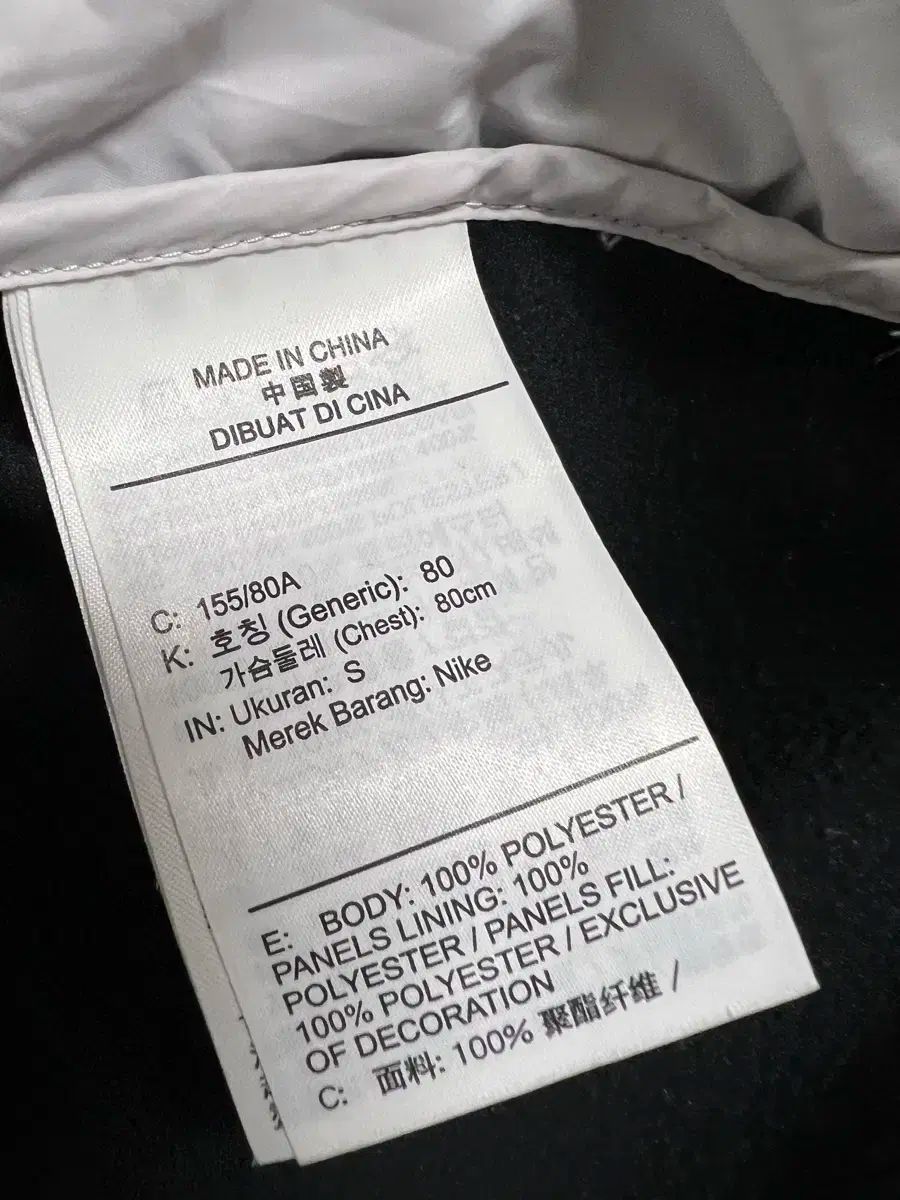 MADE IN CHINA
中国製
DIBUAT DI CINA
C: 155/80A
K: 호칭 (Generic): 80
가슴둘레 (Chest): 80cm
IN: Ukuran: S
Merek Barang: Nike
E: BODY: 100% POLYESTER /
PANELS LINING: 100%
POLYESTER / PANELS FILL:
100% POLYESTER / EXCLUSIVE
OF DECORATION
C: 面料: 100% 聚酯纤维 /